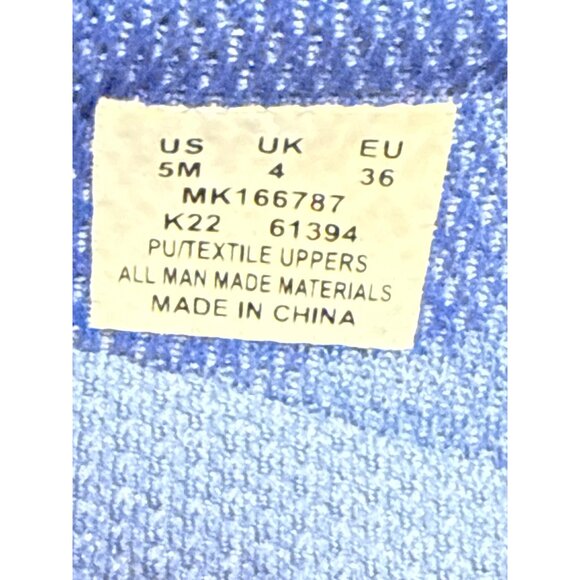 US UK EU
5M 4 36
MK166787
K22 61394
PU/TEXTILE UPPERS
ALL MAN MADE MATERIALS
MADE IN CHINA